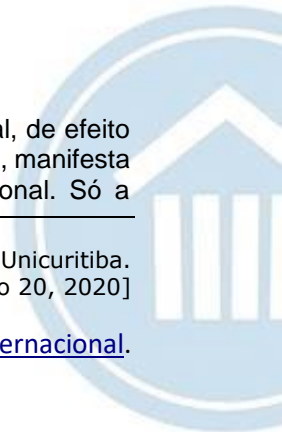 al, de efeito
, manifesta
onal. Só a
Unicuritiba.
o 20, 2020]
ernacional.